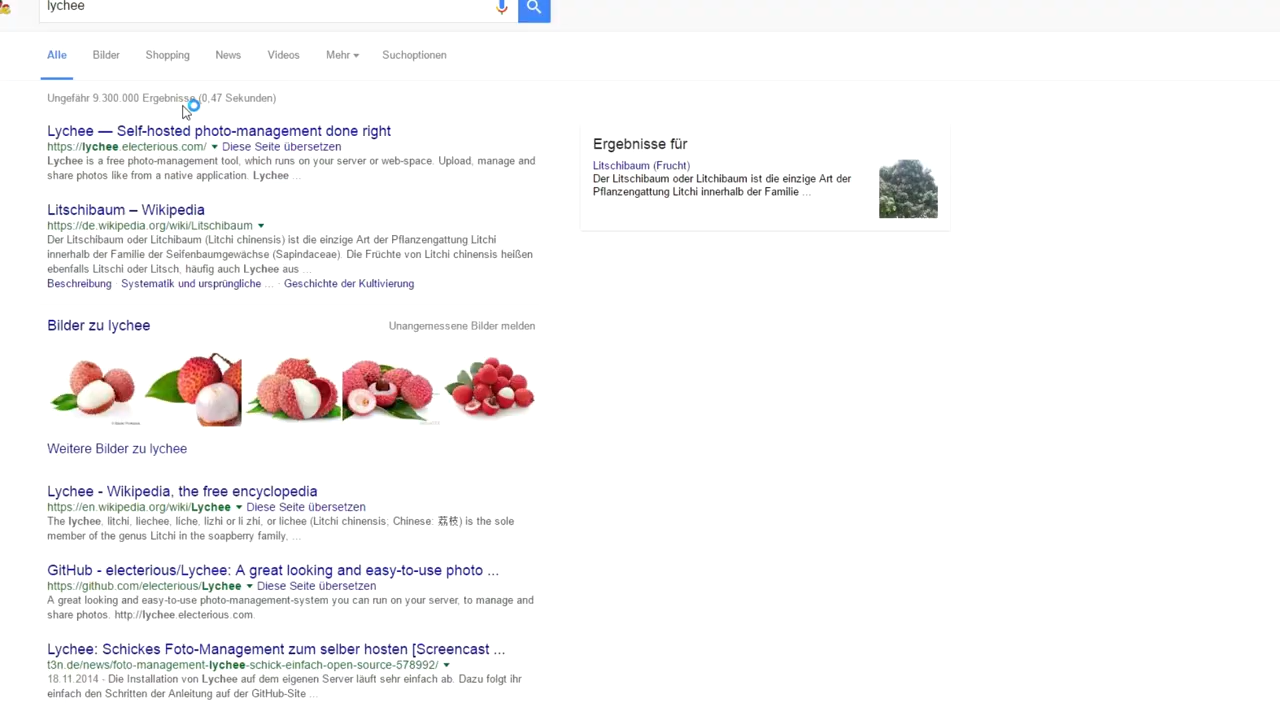 lychee
Alle Bilder Shopping News Videos Mehr Suchoptionen
Ungefähr 9.300.000 Ergebnisse (0,47 Sekunden)
Lychee — Self-hosted photo-management done right
https://lychee.electerious.com/ Diese Seite übersetzen
Lychee is a free photo-management tool, which runs on your server or web-space. Upload, manage and
share photos like from a native application. Lychee ...
Litschibaum – Wikipedia
https://de.wikipedia.org/wiki/Litschibaum
Der Litschibaum oder Litchibaum (Litchi chinensis) ist die einzige Art der Pflanzengattung Litchi
innerhalb der Familie der Seifenbaumgewächse (Sapindaceae). Die Früchte von Litchi chinensis heißen
ebenfalls Litschi oder Litsch, häufig auch Lychee aus ...
Beschreibung · Systematik und ursprüngliche ... · Geschichte der Kultivierung
Bilder zu lychee
Unangemessene Bilder melden
Weitere Bilder zu lychee
Lychee - Wikipedia, the free encyclopedia
https://en.wikipedia.org/wiki/Lychee Diese Seite übersetzen
The lychee, litchi, liechee, liche, lizhi or li zhi, or lichee (Litchi chinensis; Chinese: 荔枝) is the sole
member of the genus Litchi in the soapberry family, ...
GitHub - electerious/Lychee: A great looking and easy-to-use photo ...
https://github.com/electerious/Lychee Diese Seite übersetzen
A great looking and easy-to-use photo-management-system you can run on your server, to manage and
share photos. http://lychee.electerious.com.
Lychee: Schickes Foto-Management zum selber hosten [Screencast ...
t3n.de/news/foto-management-lychee-schick-einfach-open-source-578992/
18.11.2014 - Die Installation von Lychee auf dem eigenen Server läuft sehr einfach ab. Dazu folgt ihr
einfach den Schritten der Anleitung auf der GitHub-Site ...
Ergebnisse für
Litschibaum (Frucht)
Der Litschibaum oder Litchibaum ist die einzige Art der
Pflanzengattung Litchi innerhalb der Familie ...